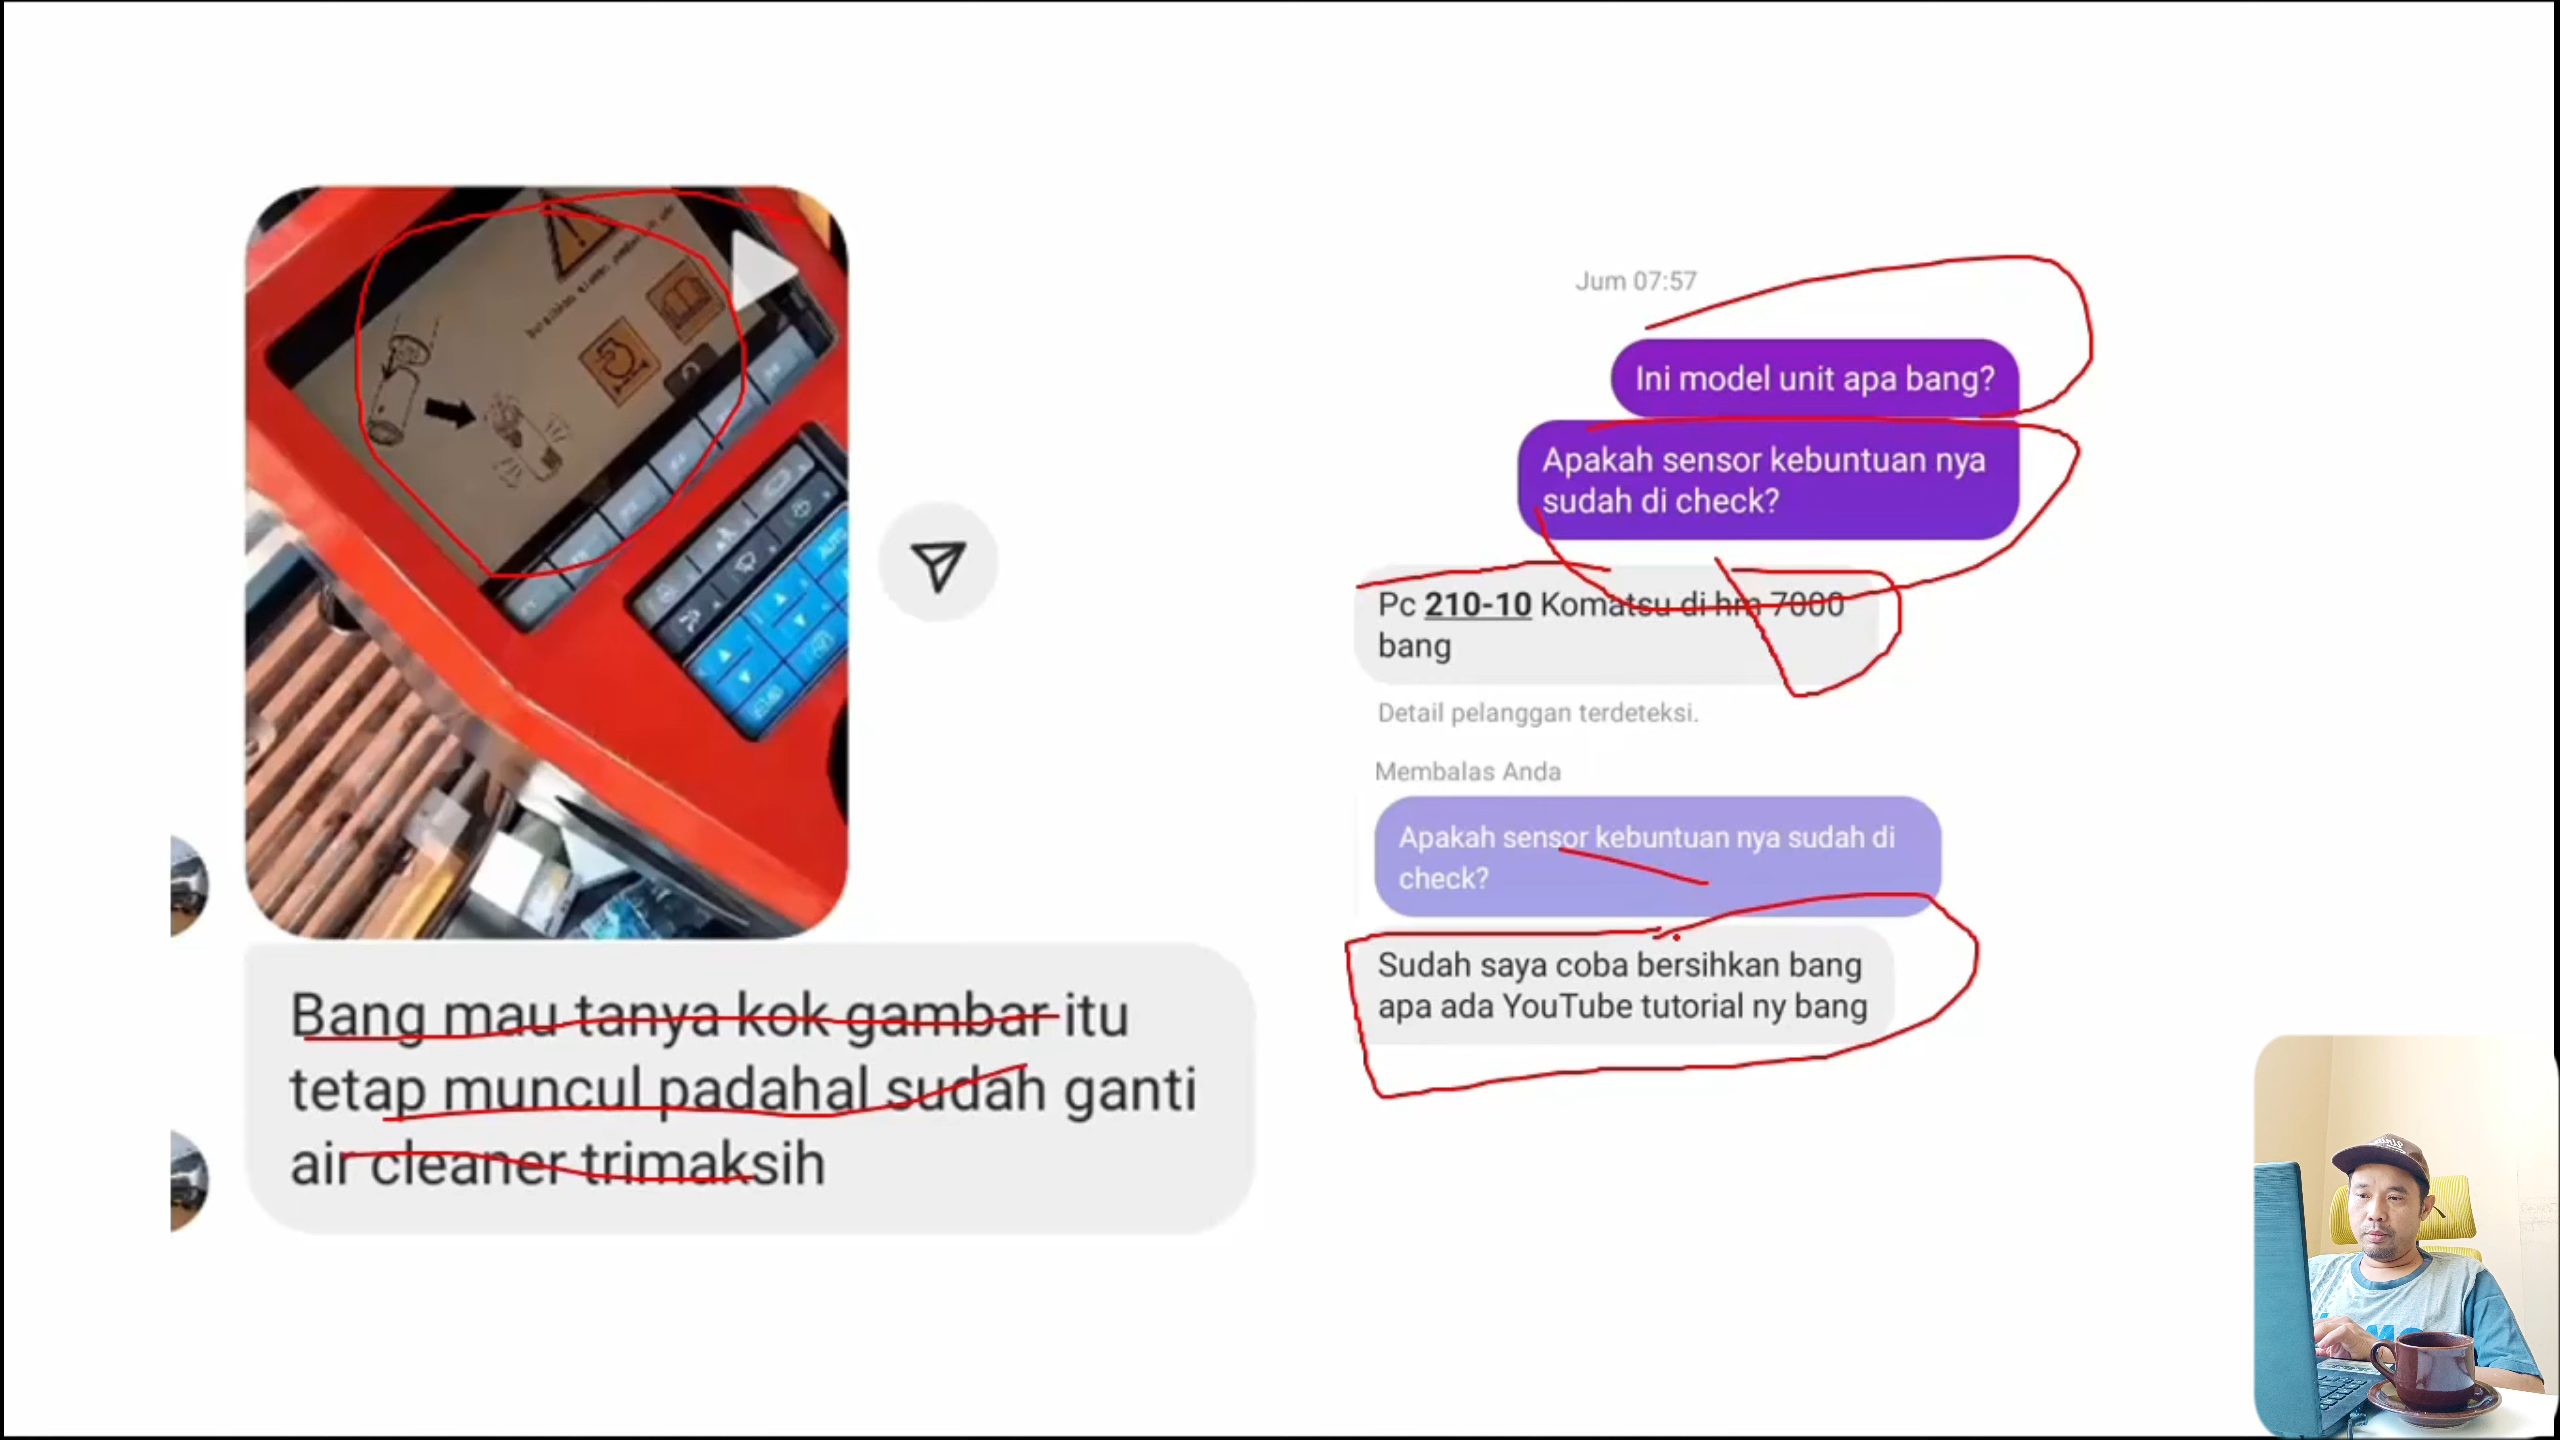 Bang mau tanya kok gambar itu
tetap muncul padahal sudah ganti
air cleaner trimaksih
Jum 07:57
Ini model unit apa bang?
Apakah sensor kebuntuan nya
sudah di check?
Pc 210-10 Komatsu di hm 7000
bang
Detail pelanggan terdeteksi.
Membalas Anda
Apakah sensor kebuntuan nya sudah di
check?
Sudah saya coba bersihkan bang
apa ada YouTube tutorial ny bang